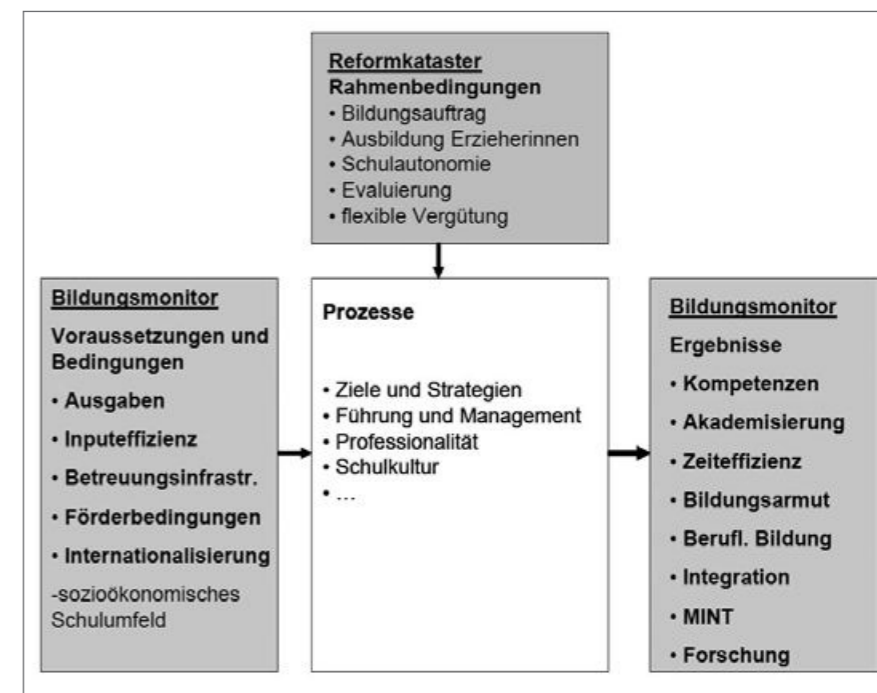 Reformkataster
Rahmenbedingungen
• Bildungsauftrag
• Ausbildung Erzieherinnen
• Schulautonomie
• Evaluierung
• flexible Vergütung
Bildungsmonitor
Voraussetzungen und
Bedingungen
• Ausgaben
• Inputeffizienz
• Betreuungsinfrastr.
• Förderbedingungen
• Internationalisierung
-sozioökonomisches
Schulumfeld
Prozesse
• Ziele und Strategien
• Führung und Management
• Professionalität
• Schulkultur
• …
Bildungsmonitor
Ergebnisse
• Kompetenzen
• Akademisierung
• Zeiteffizienz
• Bildungsarmut
• Berufl. Bildung
• Integration
• MINT
• Forschung